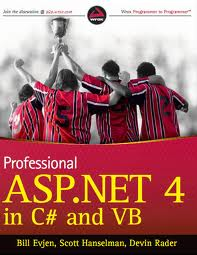 Join the discussion @ p2p.wrox.com
Wrox Programmer to Programmer™
wrox
Professional
ASP.NET 4
in C# and VB
Bill Evjen, Scott Hanselman, Devin Rader